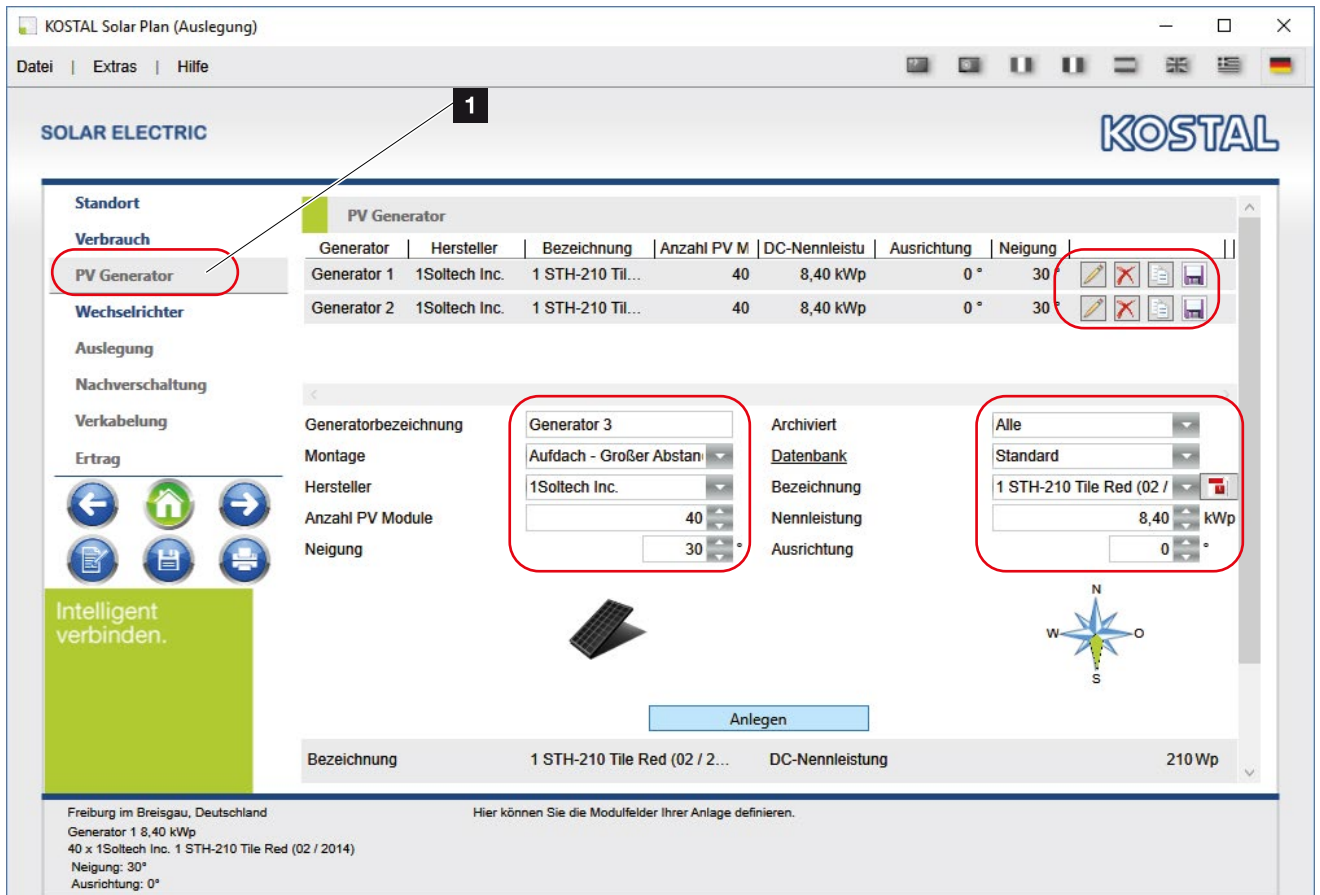 KOSTAL Solar Plan (Auslegung)
Datei | Extras | Hilfe
1
SOLAR ELECTRIC
KOSTAL
Standort
Verbrauch
PV Generator
Wechselrichter
Auslegung
Nachverschaltung
Verkabelung
Ertrag
Intelligent
verbinden.
PV Generator
Generator | Hersteller | Bezeichnung | Anzahl PV M | DC-Nennleistu | Ausrichtung | Neigung |
Generator 1 1Soltech Inc. 1 STH-210 Til... 40 8,40 kWp 0 ° 30 °
Generator 2 1Soltech Inc. 1 STH-210 Til... 40 8,40 kWp 0 ° 30 °
Generatorbezeichnung Generator 3 Archiviert Alle
Montage Aufdach - Großer Abstan Datenbank Standard
Hersteller 1Soltech Inc. Bezeichnung 1 STH-210 Tile Red (02 /
Anzahl PV Module 40 Nennleistung 8,40 kWp
Neigung 30 ° Ausrichtung 0 °
N
W O
S
Anlegen
Bezeichnung 1 STH-210 Tile Red (02 / 2... DC-Nennleistung 210 Wp
Freiburg im Breisgau, Deutschland
Generator 1 8,40 kWp
40 x 1Soltech Inc. 1 STH-210 Tile Red (02 / 2014)
Neigung: 30°
Ausrichtung: 0°
Hier können Sie die Modulfelder Ihrer Anlage definieren.